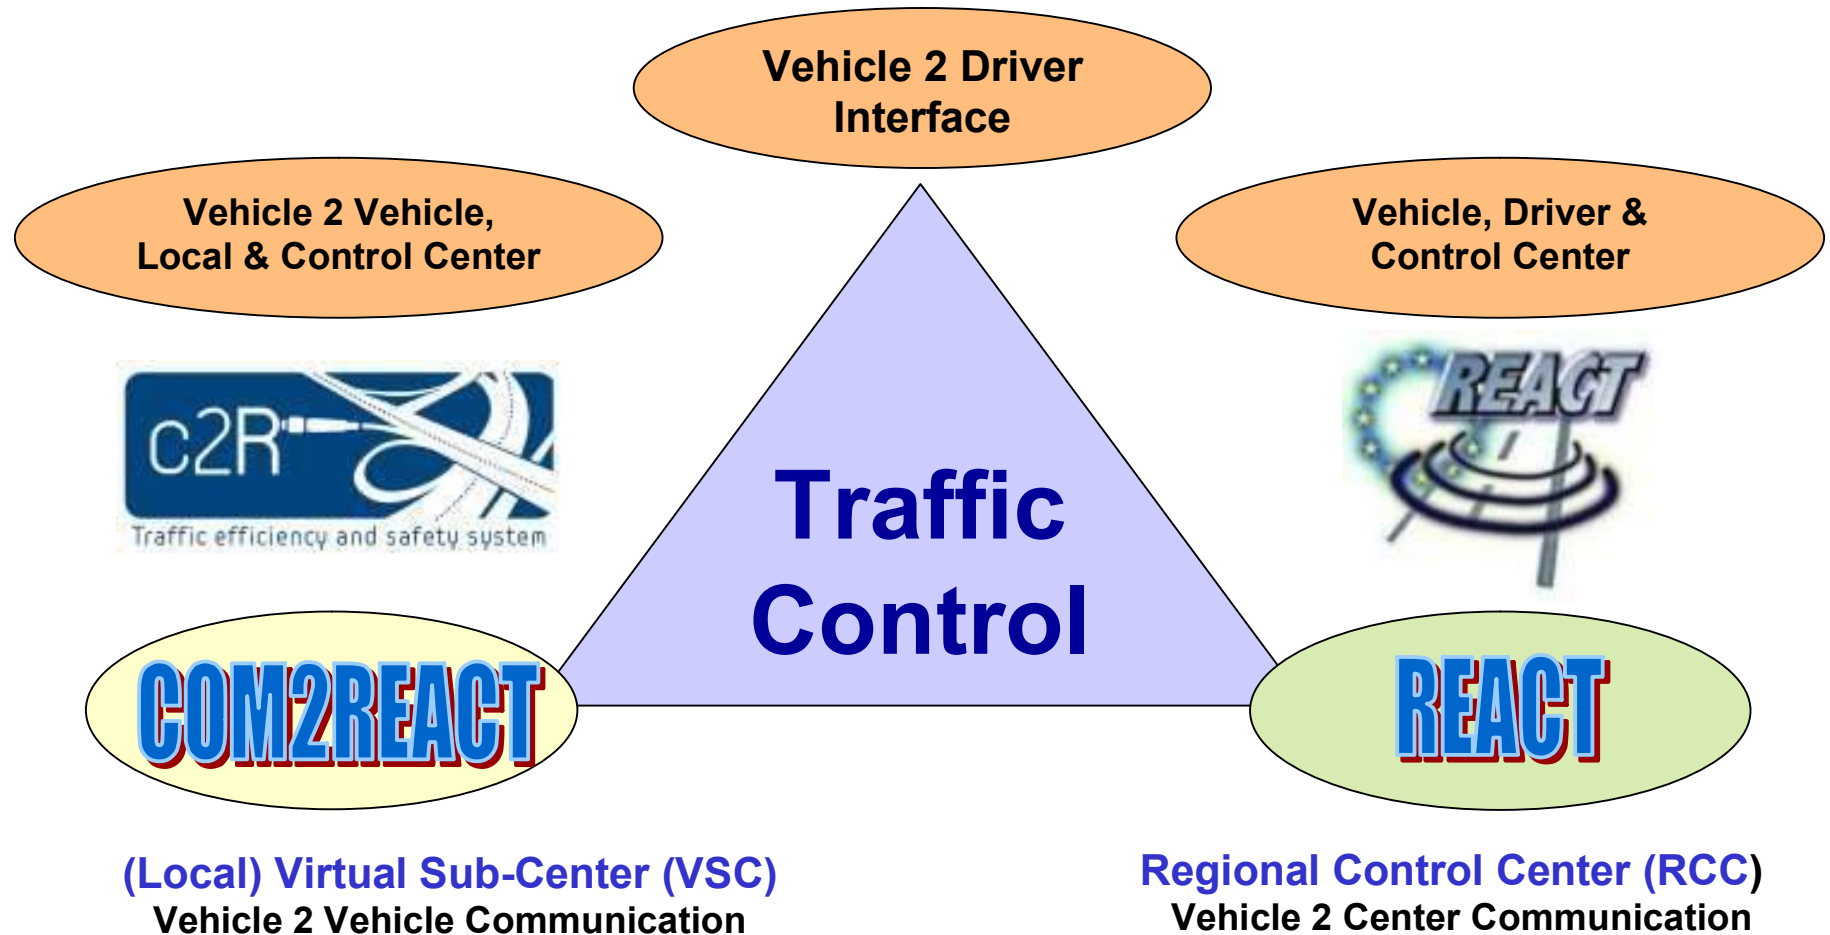 Vehicle 2 Driver
Interface
Vehicle 2 Vehicle,
Local & Control Center
Vehicle, Driver &
Control Center
c2R
Traffic efficiency and safety system
REACT
Traffic
Control
COM2REACT
REACT
(Local) Virtual Sub-Center (VSC)
Vehicle 2 Vehicle Communication
Regional Control Center (RCC)
Vehicle 2 Center Communication